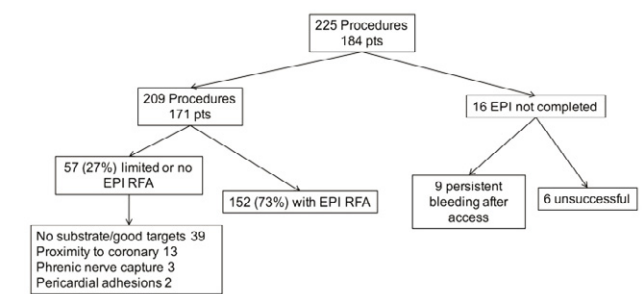 225 Procedures
184 pts
209 Procedures
171 pts
16 EPI not completed
57 (27%) limited or no
EPI RFA
152 (73%) with EPI RFA
9 persistent
bleeding after
access
6 unsuccessful
No substrate/good targets 39
Proximity to coronary 13
Phrenic nerve capture 3
Pericardial adhesions 2